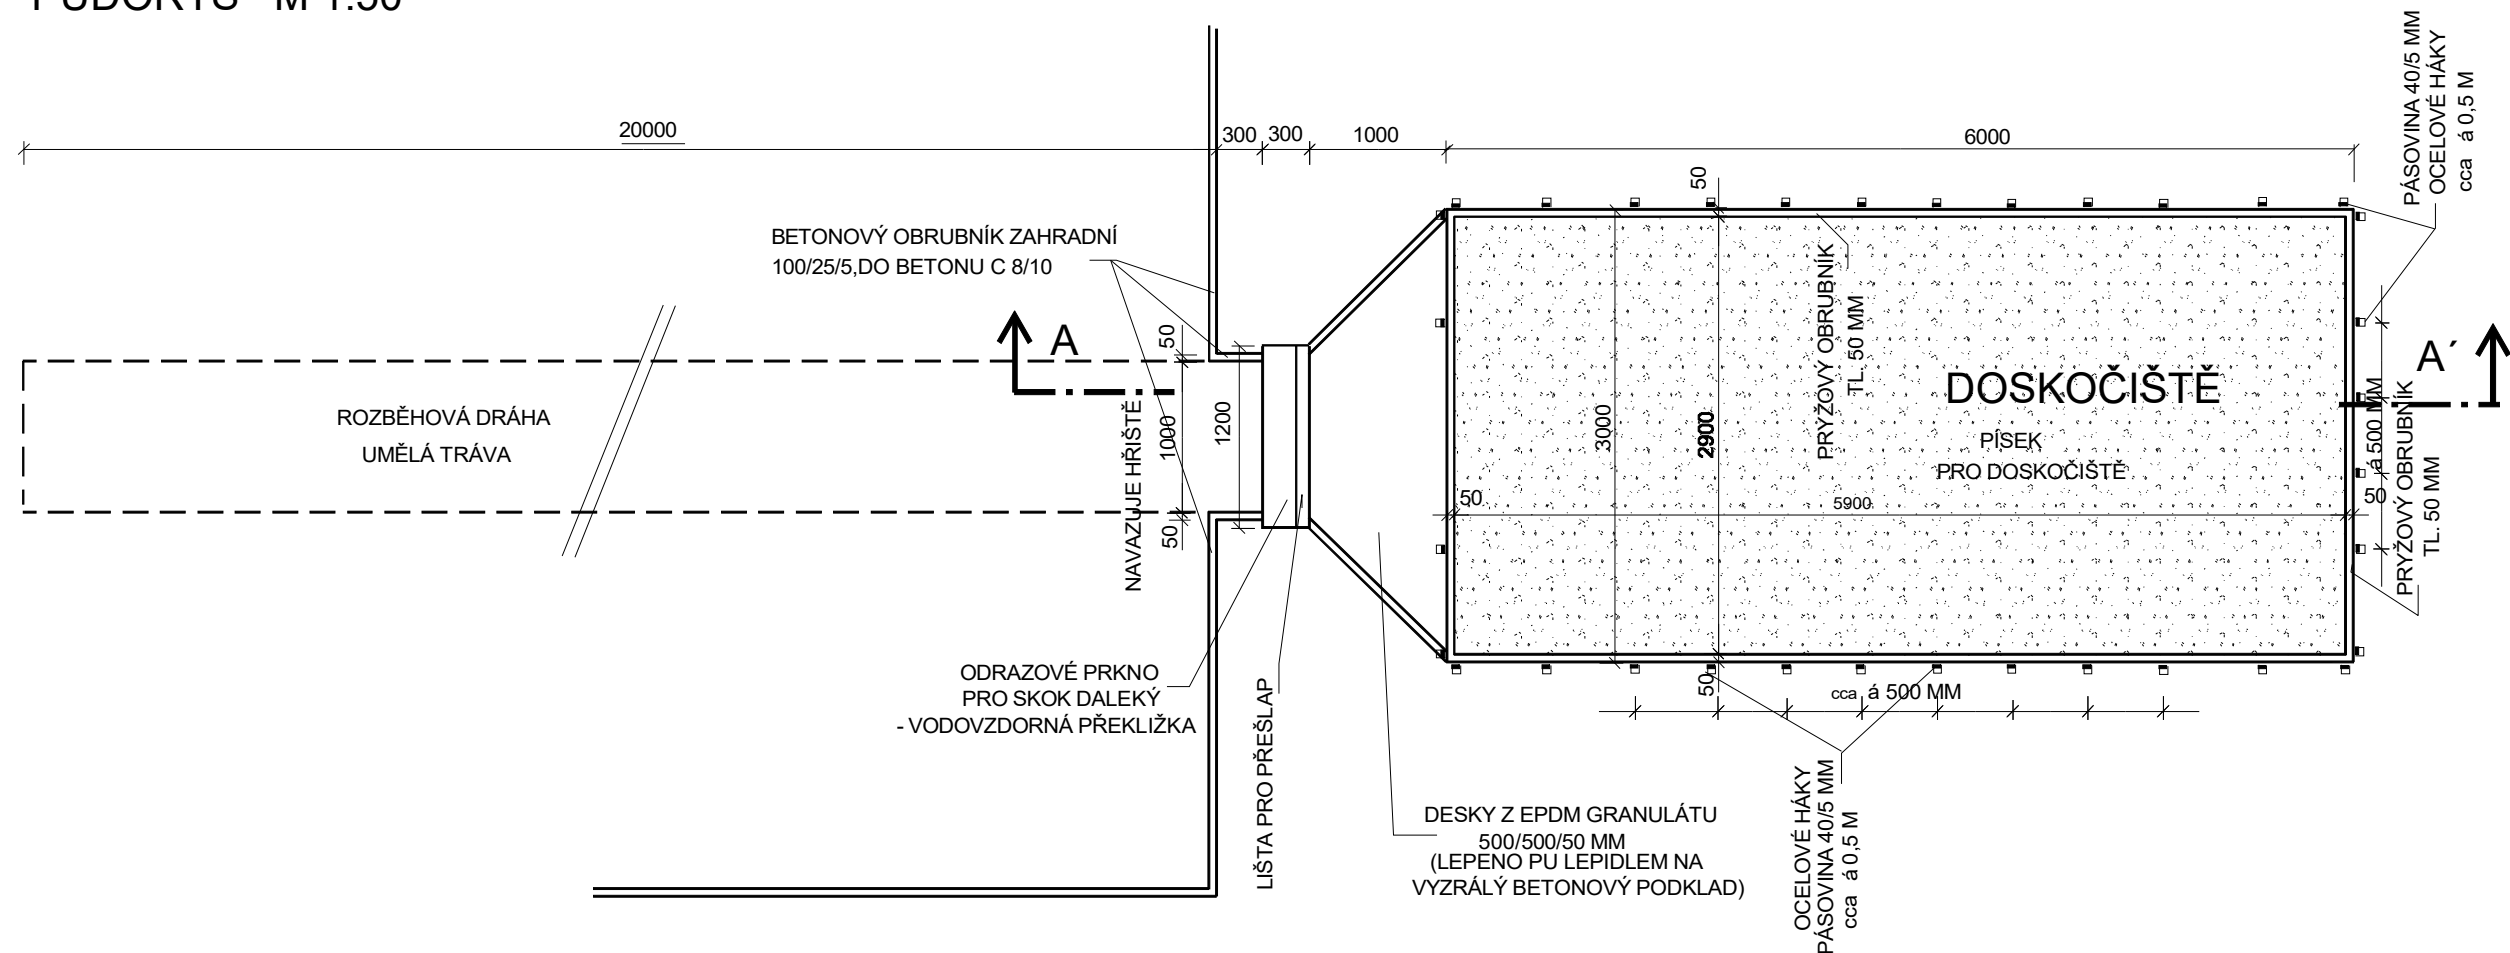 PŮDORYS M 1:50
20000
300
300
1000
6000
PÁSOVINA 40/5 MM
OCELOVÉ HÁKY
cca á 0,5 M
50
BETONOVÝ OBRUBNÍK ZAHRADNÍ
100/25/5,DO BETONU C 8/10
A
50
1000
50
1200
NAVAZUJE HŘIŠTĚ
ROZBĚHOVÁ DRÁHA
UMĚLÁ TRÁVA
3000
2900
PRYŽOVÝ OBRUBNÍK
TL. 50 MM
DOSKOČIŠTĚ
PÍSEK
PRO DOSKOČIŠTĚ
A´
á 500 MM
50
5900
50
PRYŽOVÝ OBRUBNÍK
TL. 50 MM
ODRAZOVÉ PRKNO
PRO SKOK DALEKÝ
- VODOVZDORNÁ PŘEKLIŽKA
LIŠTA PRO PŘEŠLAP
50
cca á 500 MM
DESKY Z EPDM GRANULÁTU
500/500/50 MM
(LEPENO PU LEPIDLEM NA
VYZRÁLÝ BETONOVÝ PODKLAD)
OCELOVÉ HÁKY
PÁSOVINA 40/5 MM
cca á 0,5 M